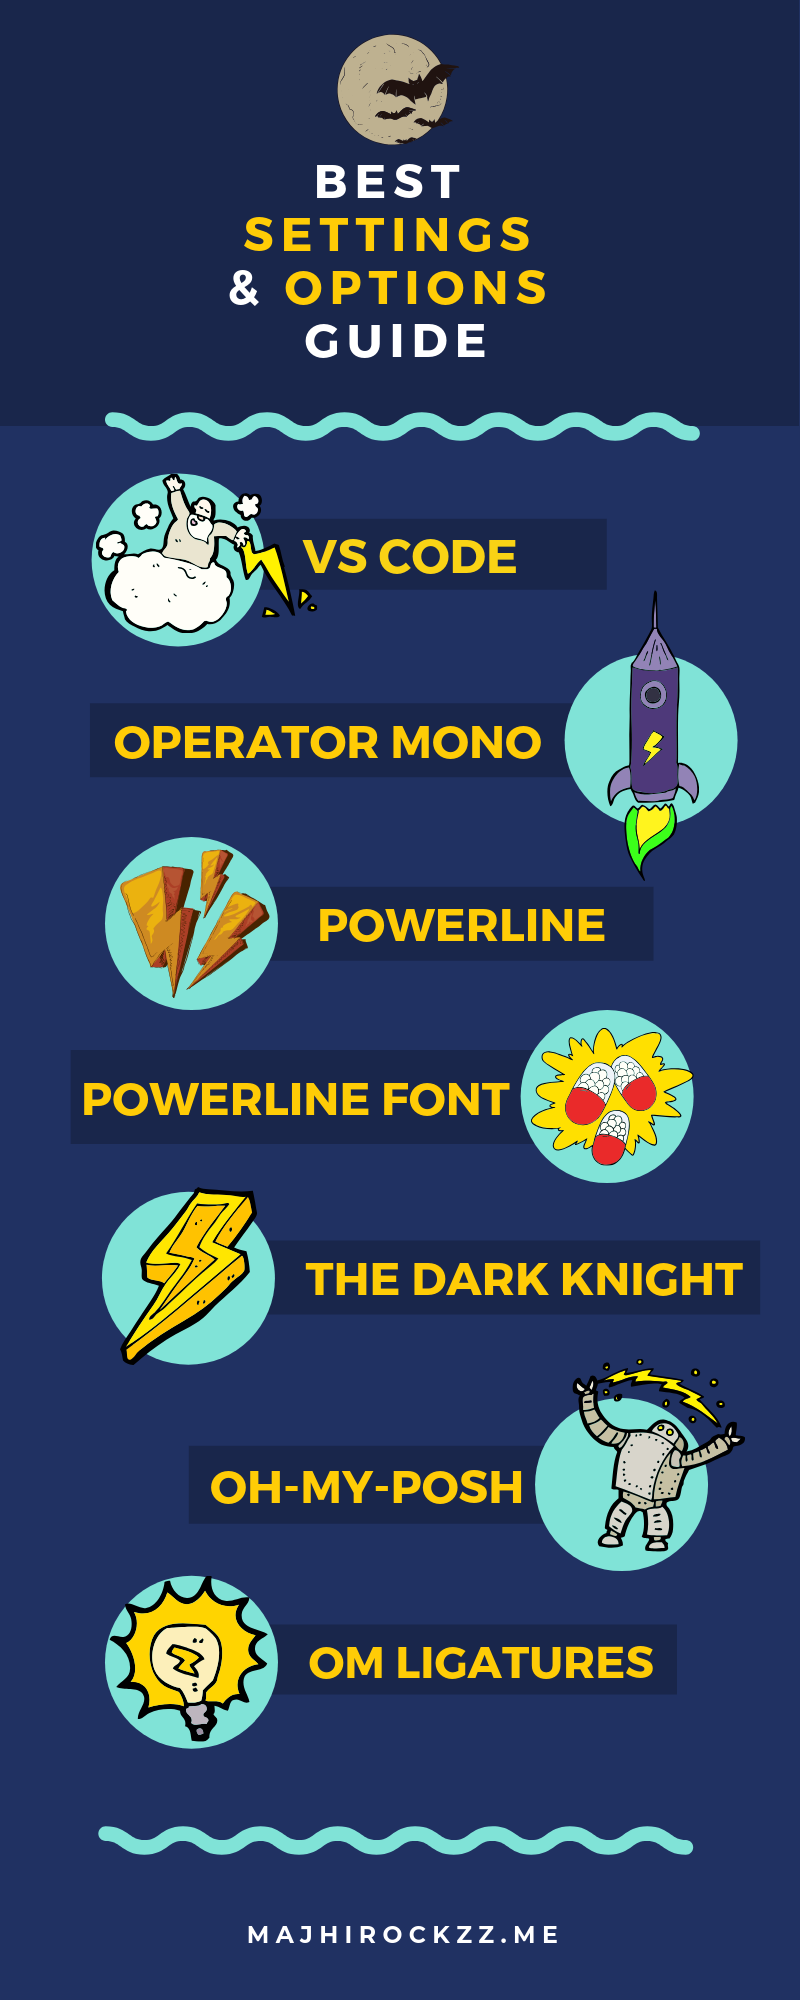 BEST
SETTINGS
& OPTIONS
GUIDE
VS CODE
OPERATOR MONO
POWERLINE
POWERLINE FONT
THE DARK KNIGHT
OH-MY-POSH
OM LIGATURES
MAJHIROCKZZ.ME